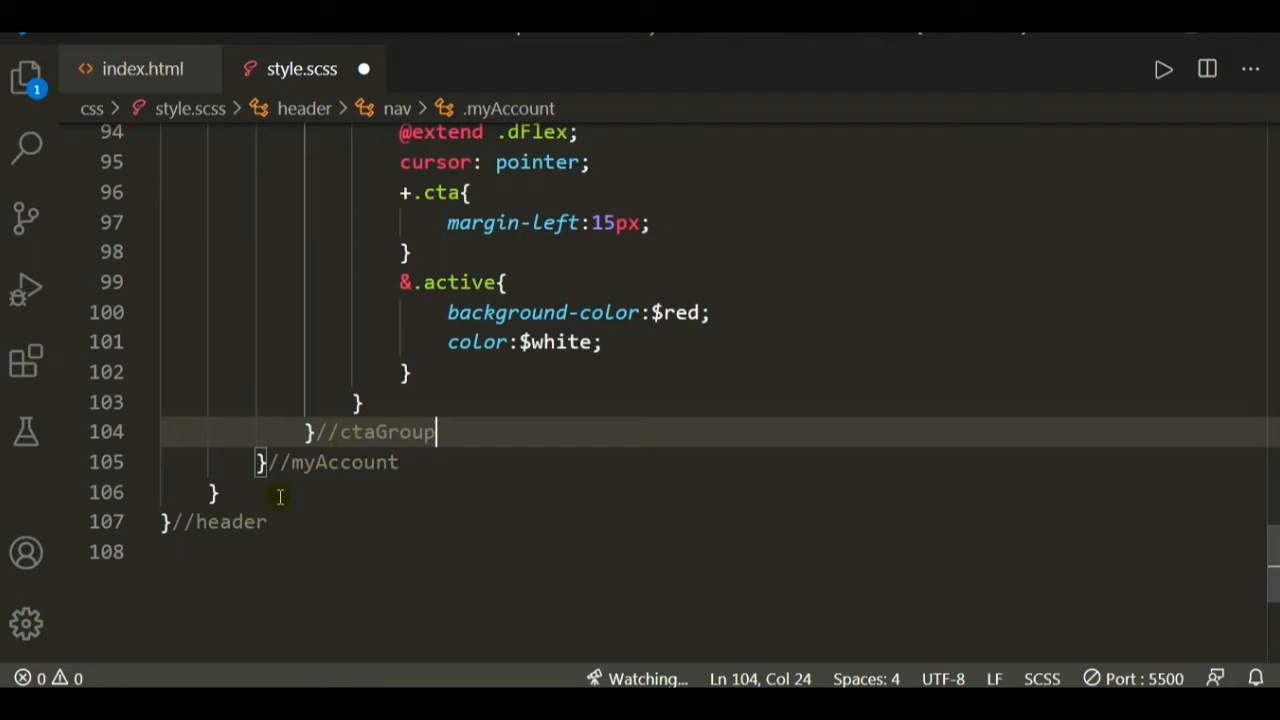 index.html
style.scss
css > style.scss > header > nav > .myAccount
94 @extend .dFlex;
95 cursor: pointer;
96 +.cta{
97 margin-left:15px;
98 }
99 &.active{
100 background-color:$red;
101 color:$white;
102 }
103 }
104 }//ctaGroup
105 }//myAccount
106 }
107 }//header
108
1
0 0 Watching... Ln 104, Col 24 Spaces: 4 UTF-8 LF SCSS Port : 5500